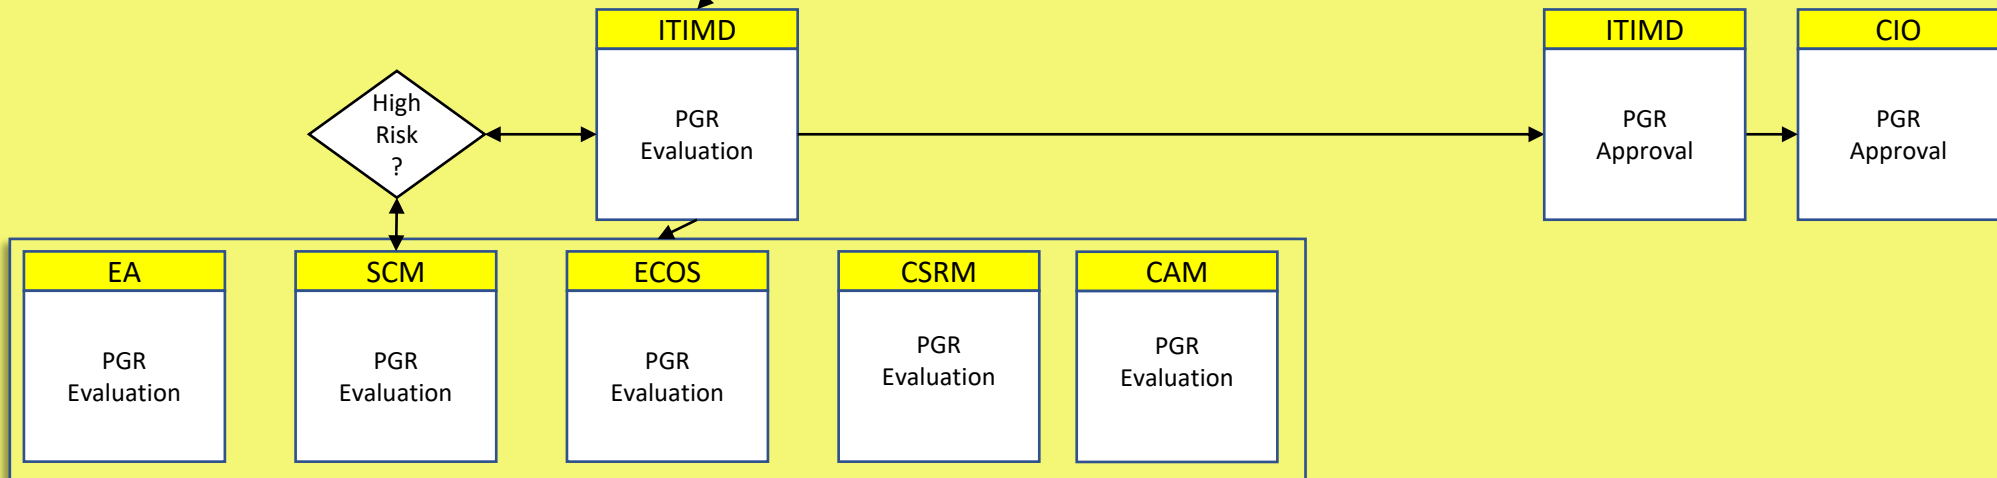 ITIMD
PGR
Evaluation
ITIMD
PGR
Approval
CIO
PGR
Approval
High
Risk
?
EA
PGR
Evaluation
SCM
PGR
Evaluation
ECOS
PGR
Evaluation
CSRM
PGR
Evaluation
CAM
PGR
Evaluation